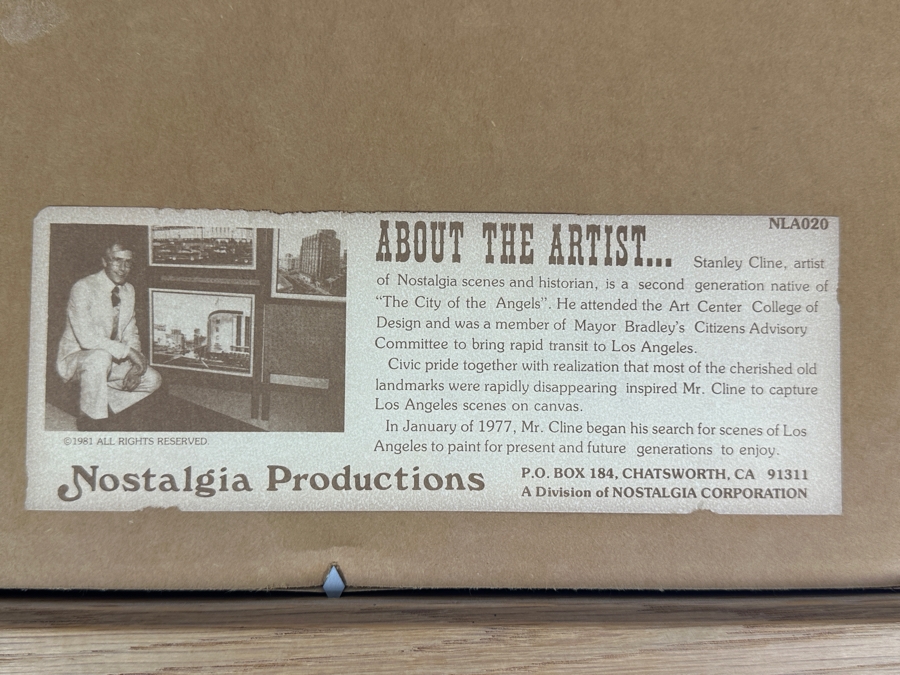 NLA020
ABOUT THE ARTIST... Stanley Cline, artist
of Nostalgia scenes and historian, is a second generation native of
“The City of the Angels”. He attended the Art Center College of
Design and was a member of Mayor Bradley’s Citizens Advisory
Committee to bring rapid transit to Los Angeles.
Civic pride together with realization that most of the cherished old
landmarks were rapidly disappearing inspired Mr. Cline to capture
Los Angeles scenes on canvas.
In January of 1977, Mr. Cline began his search for scenes of Los
Angeles to paint for present and future generations to enjoy.
©1981 ALL RIGHTS RESERVED
Nostalgia Productions
P.O. BOX 184, CHATSWORTH, CA 91311
A Division of NOSTALGIA CORPORATION